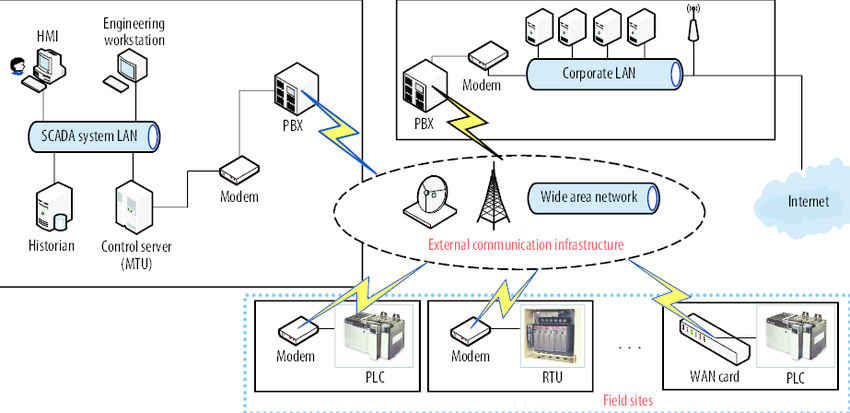 HMI
Engineering
workstation
SCADA system LAN
Historian
Control server
(MTU)
Modem
PBX
PBX
Modem
Corporate LAN
Internet
Wide area network
External communication infrastructure
Modem
PLC
Modem
RTU
. . .
WAN card
PLC
Field sites